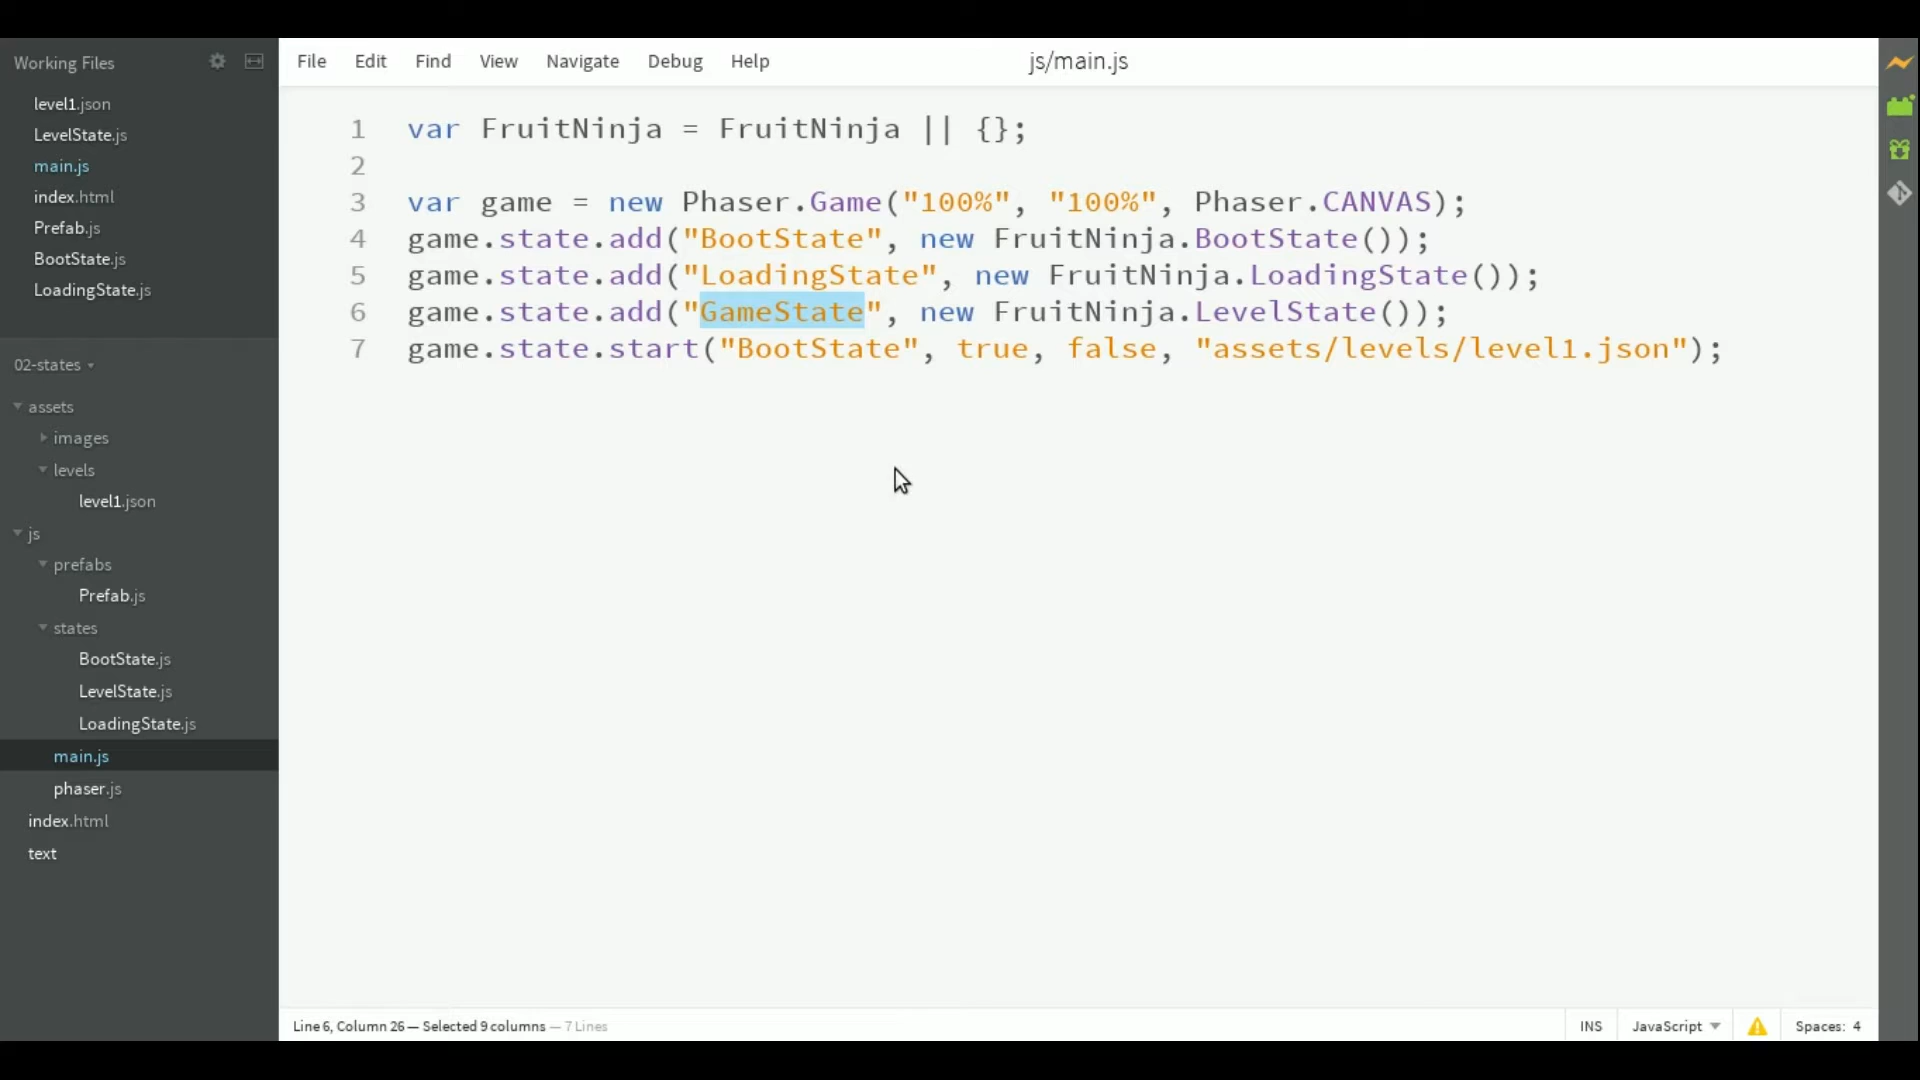 Working Files
level1.json
LevelState.js
main.js
index.html
Prefab.js
BootState.js
LoadingState.js
02-states
assets
images
levels
level1.json
js
prefabs
Prefab.js
states
BootState.js
LevelState.js
LoadingState.js
main.js
phaser.js
index.html
text
File Edit Find View Navigate Debug Help
js/main.js
1 var FruitNinja = FruitNinja || {};
2
3 var game = new Phaser.Game("100%", "100%", Phaser.CANVAS);
4 game.state.add("BootState", new FruitNinja.BootState());
5 game.state.add("LoadingState", new FruitNinja.LoadingState());
6 game.state.add("GameState", new FruitNinja.LevelState());
7 game.state.start("BootState", true, false, "assets/levels/level1.json");
Line 6, Column 26 — Selected 9 columns — 7 Lines
INS JavaScript Spaces: 4